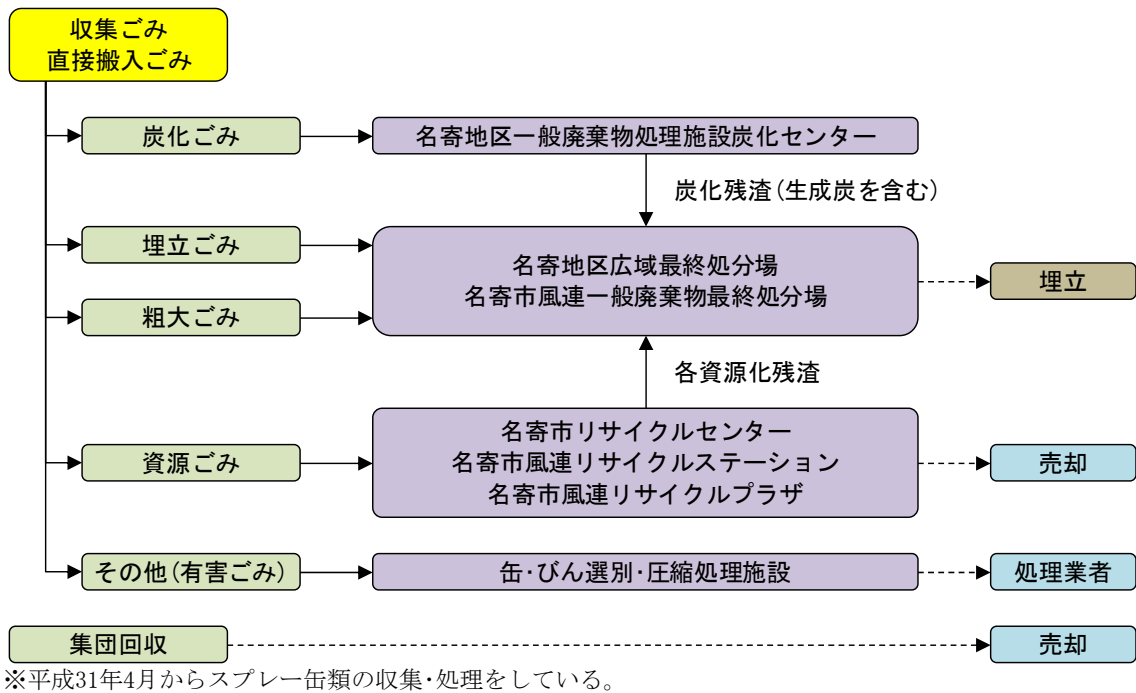 収集ごみ
直接搬入ごみ
炭化ごみ
名寄地区一般廃棄物処理施設炭化センター
炭化残渣(生成炭を含む)
埋立ごみ
名寄地区広域最終処分場
名寄市風連一般廃棄物最終処分場
埋立
粗大ごみ
各資源化残渣
資源ごみ
名寄市リサイクルセンター
名寄市風連リサイクルステーション
名寄市風連リサイクルプラザ
売却
その他(有害ごみ)
缶・びん選別・圧縮処理施設
処理業者
集団回収
売却
※平成31年4月からスプレー缶類の収集・処理をしている。